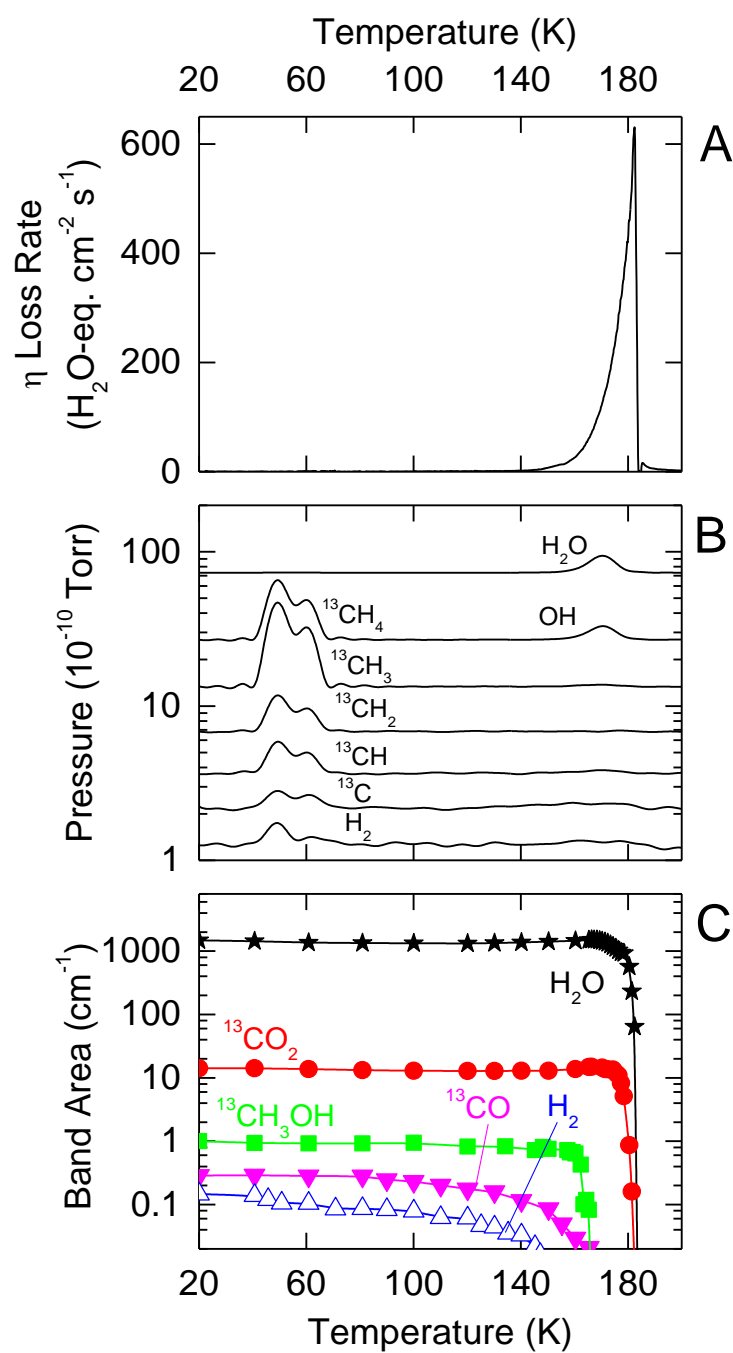 Temperature (K)
20 60 100 140 180
A
600
400
200
0
η Loss Rate
(H₂O-eq. cm⁻² s⁻¹)
B
100
10
1
Pressure (10⁻¹⁰ Torr)
H₂O
¹³CH₄
OH
¹³CH₃
¹³CH₂
¹³CH
¹³C
H₂
C
1000
100
10
1
0.1
Band Area (cm⁻¹)
H₂O
¹³CO₂
¹³CH₃OH
¹³CO
H₂
20 60 100 140 180
Temperature (K)